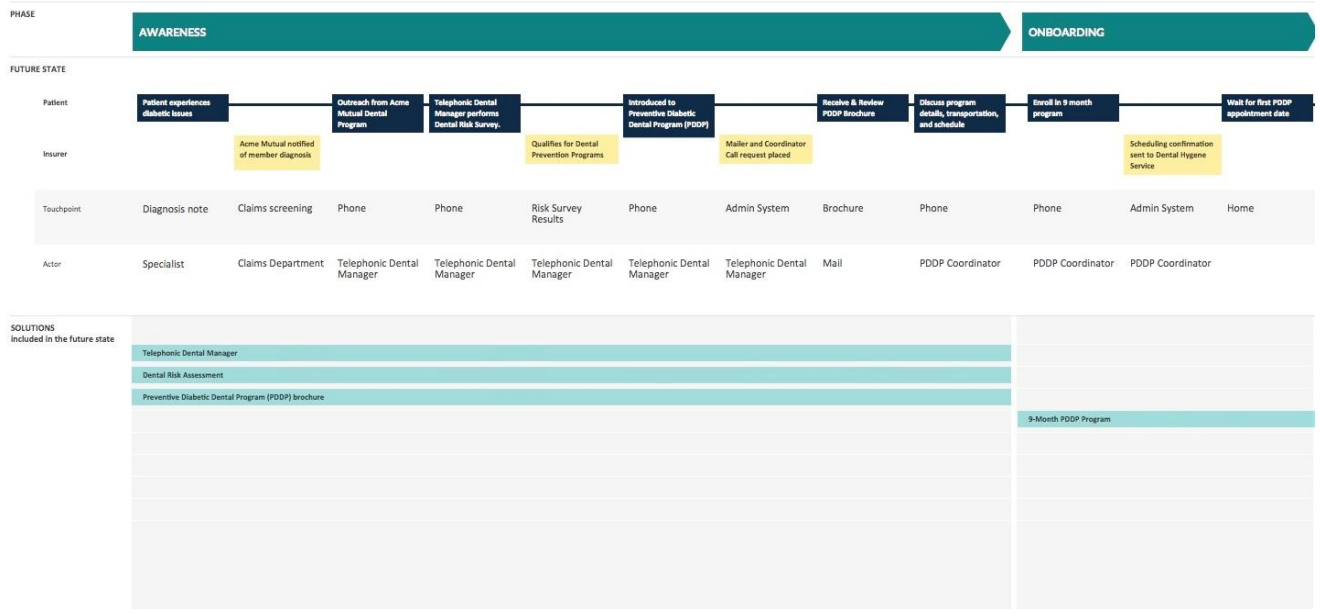 PHASE
AWARENESS
ONBOARDING
FUTURE STATE
Patient
Patient experiences
diabetic issues
Outreach from Acme
Mutual Dental
Program
Telephonic Dental
Manager performs
Dental Risk Survey.
Introduced to
Preventive Diabetic
Dental Program (PDDP)
Receive & Review
PDDP Brochure
Discuss program
details, transportation,
and schedule
Enroll in 9 month
program
Wait for first PDDP
appointment date
Insurer
Acme Mutual notified
of member diagnosis
Qualifies for Dental
Prevention Programs
Mailer and Coordinator
Call request placed
Scheduling confirmation
sent to Dental Hygene
Service
Touchpoint
Diagnosis note
Claims screening
Phone
Phone
Risk Survey
Results
Phone
Admin System
Brochure
Phone
Phone
Admin System
Home
Actor
Specialist
Claims Department
Telephonic Dental
Manager
Telephonic Dental
Manager
Telephonic Dental
Manager
Telephonic Dental
Manager
Telephonic Dental
Manager
Mail
PDDP Coordinator
PDDP Coordinator
PDDP Coordinator
SOLUTIONS
included in the future state
Telephonic Dental Manager
Dental Risk Assessment
Preventive Diabetic Dental Program (PDDP) brochure
9-Month PDDP Program